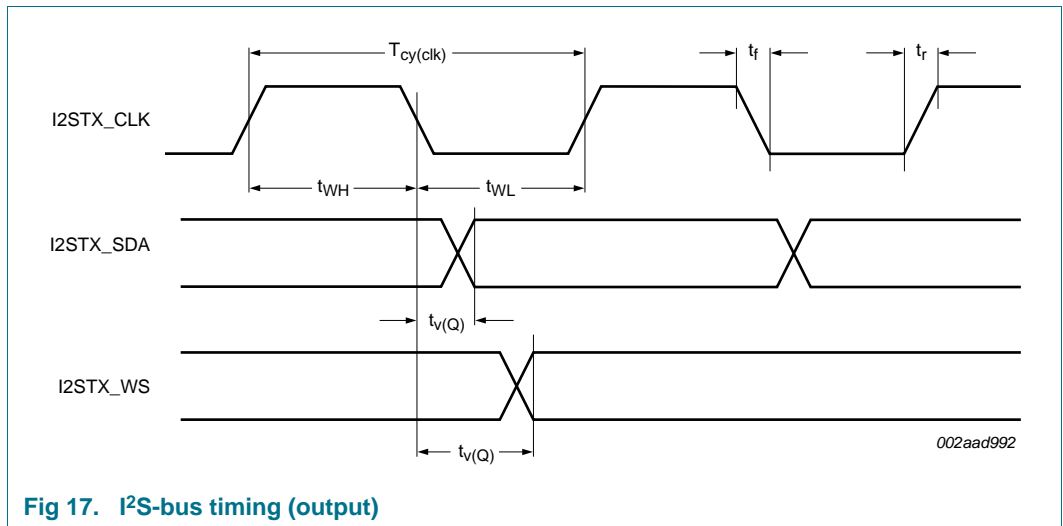 Tcy(clk)
tf
tr
I2STX_CLK
tWH
tWL
I2STX_SDA
tv(Q)
I2STX_WS
tv(Q)
002aad992
Fig 17. I2S-bus timing (output)